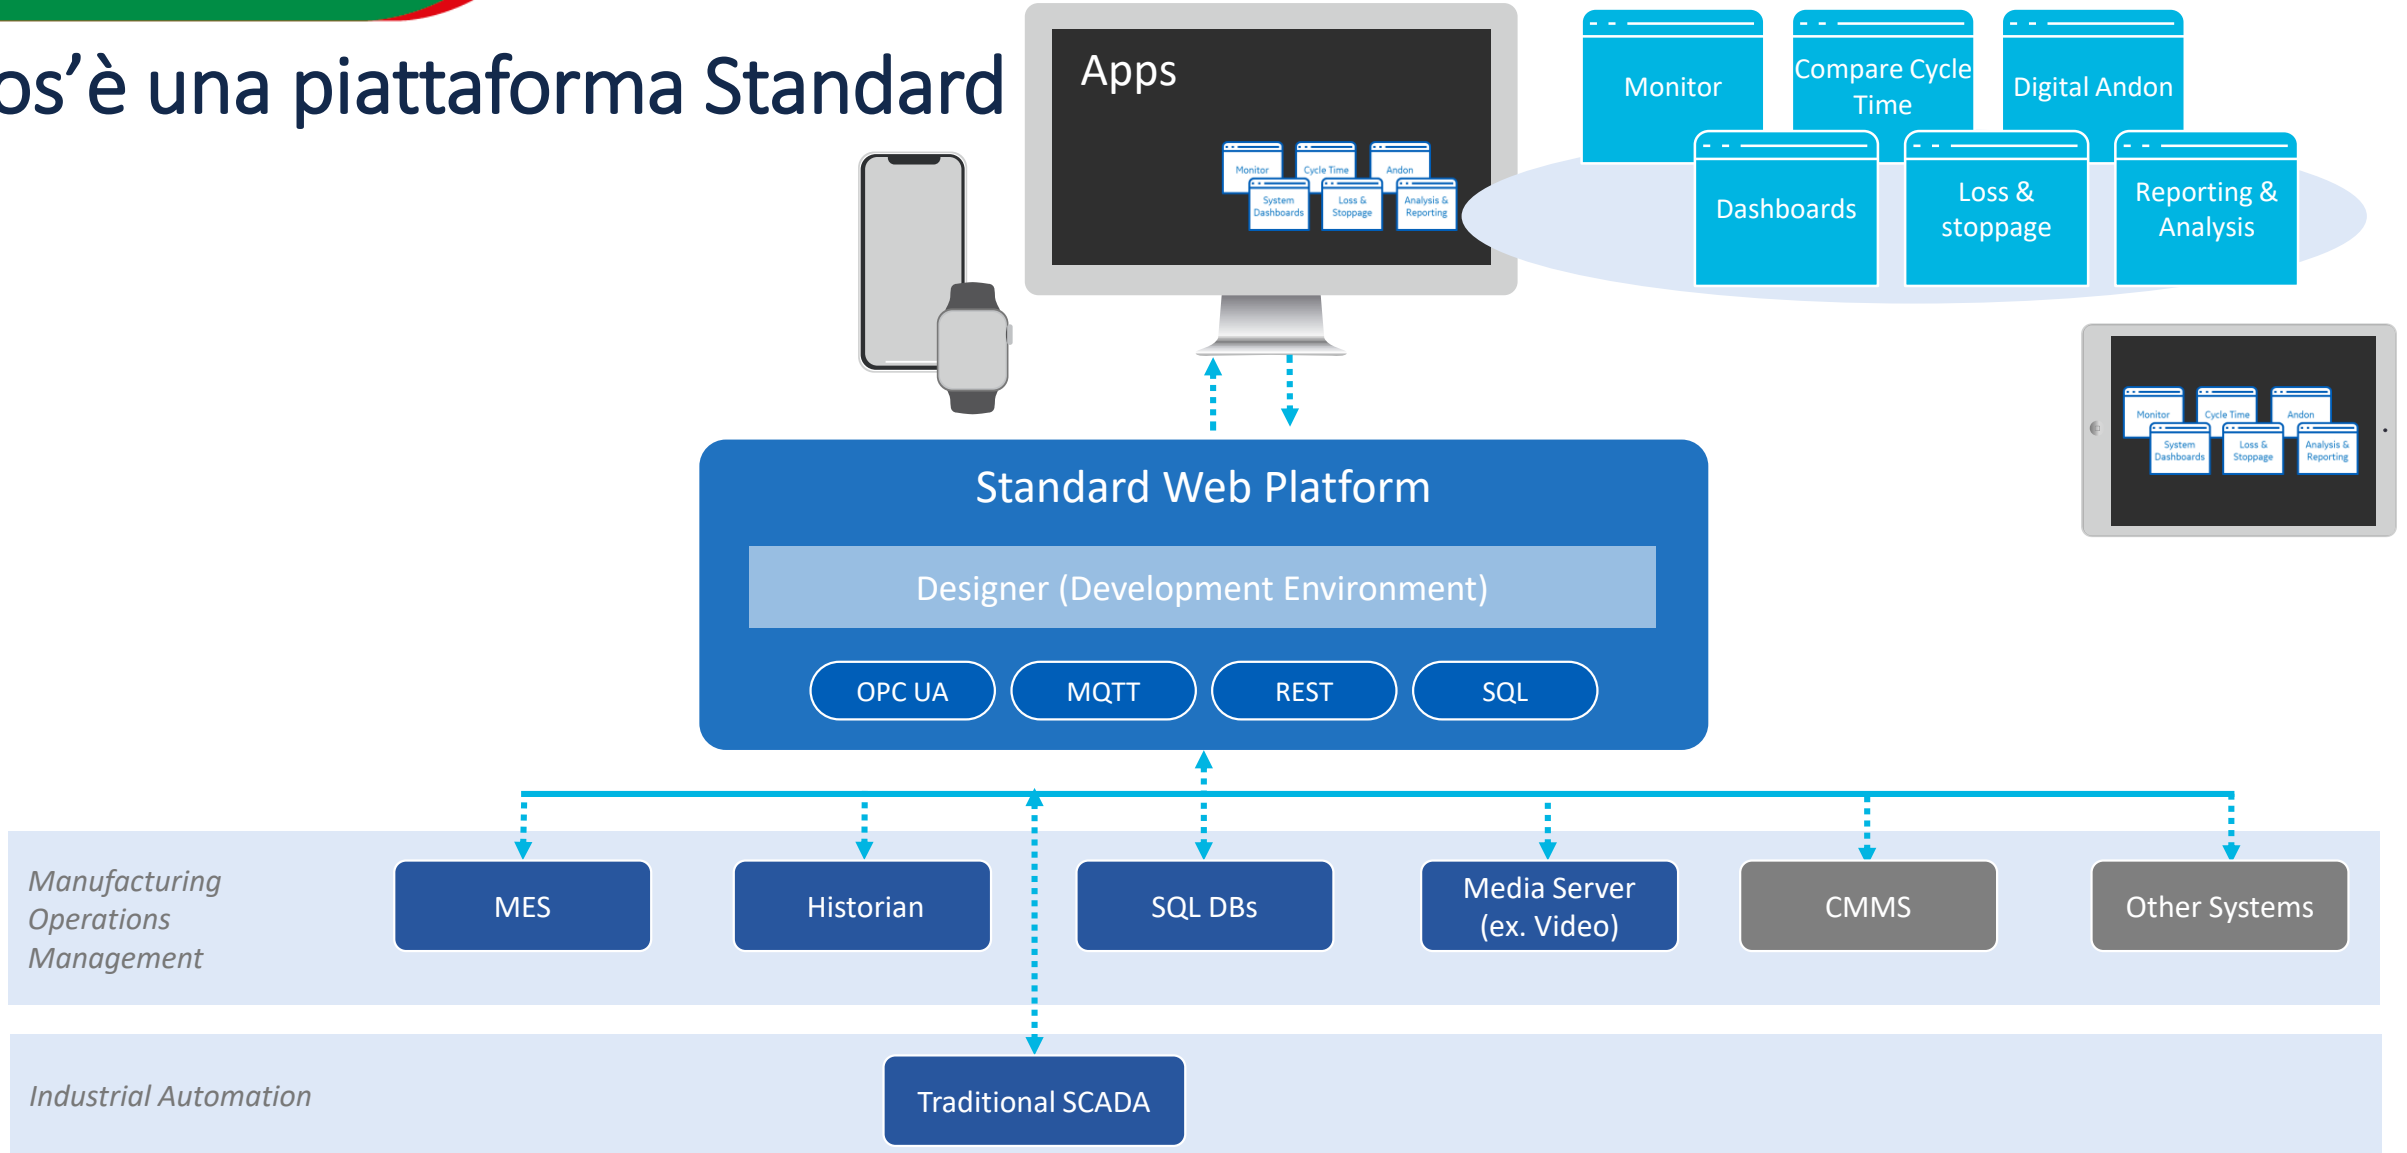 os’è una piattaforma Standard
Apps
Monitor
Cycle Time
Andon
System
Dashboards
Loss &
Stoppage
Analysis &
Reporting
Monitor
Compare Cycle
Time
Digital Andon
Dashboards
Loss &
stoppage
Reporting &
Analysis
Monitor
Cycle Time
Andon
System
Dashboards
Loss &
Stoppage
Analysis &
Reporting
Standard Web Platform
Designer (Development Environment)
OPC UA
MQTT
REST
SQL
Manufacturing
Operations
Management
MES
Historian
SQL DBs
Media Server
(ex. Video)
CMMS
Other Systems
Industrial Automation
Traditional SCADA